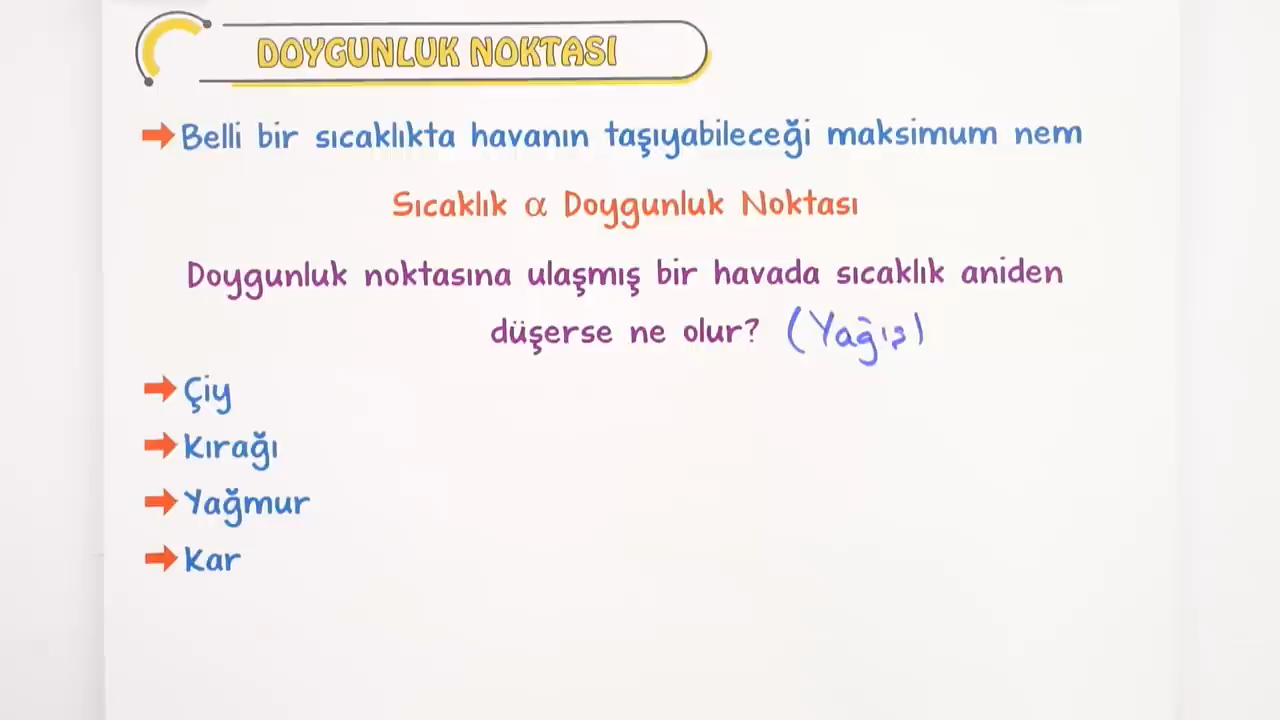 DOYGUNLUK NOKTASI
Belli bir sıcaklıkta havanın taşıyabileceği maksimum nem
Sıcaklık α Doygunluk Noktası
Doygunluk noktasına ulaşmış bir havada sıcaklık aniden
düşerse ne olur? (Yağış)
Çiy
Kırağı
Yağmur
Kar